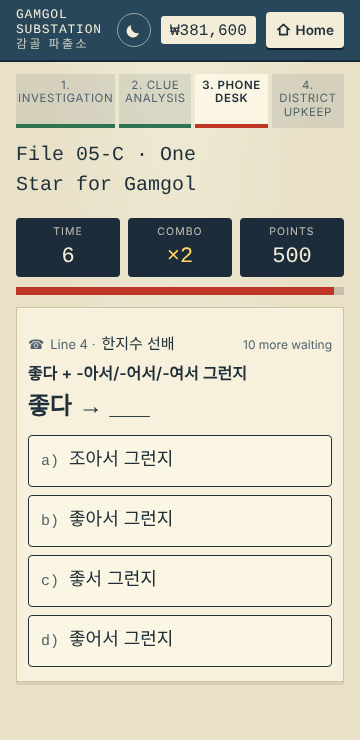 GAMGOL
SUBSTATION
감골 파출소
₩381,600
Home
1. INVESTIGATION
2. CLUE ANALYSIS
3. PHONE DESK
4. DISTRICT UPKEEP
File 05-C · One
Star for Gamgol
TIME
6
COMBO
×2
POINTS
500
☎ Line 4 · 한지수 선배
10 more waiting
좋다 + -아서/-어서/-여서 그런지
좋다 → ___
a) 조아서 그런지
b) 좋아서 그런지
c) 좋서 그런지
d) 좋어서 그런지